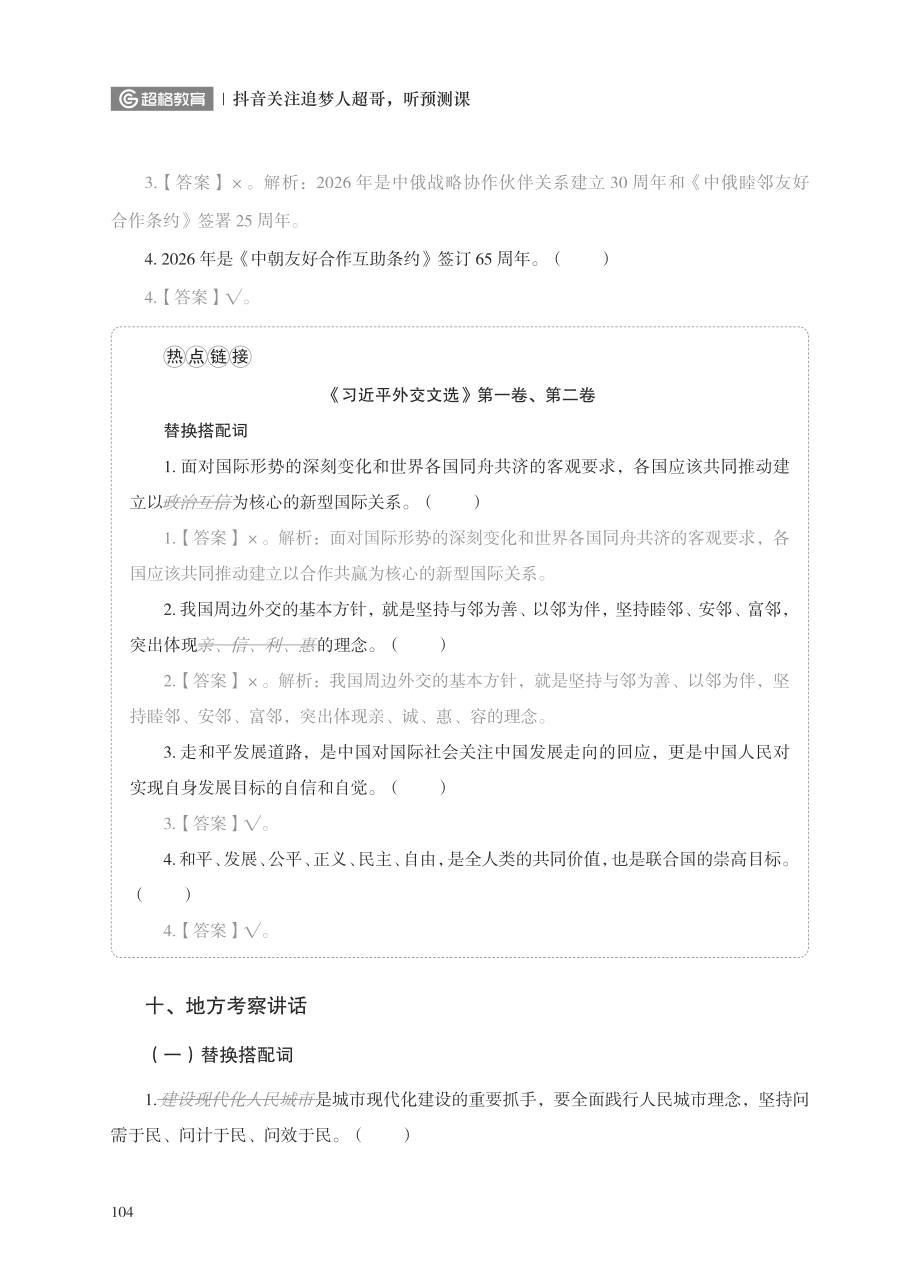 超格教育 | 抖音关注追梦人超哥，听预测课
3.【答案】×。解析：2026 年是中俄战略协作伙伴关系建立 30 周年和《中俄睦邻友好
合作条约》签署 25 周年。
4. 2026 年是《中朝友好合作互助条约》签订 65 周年。（　　）
4.【答案】√。
热点链接
《习近平外交文选》第一卷、第二卷
替换搭配词
1. 面对国际形势的深刻变化和世界各国同舟共济的客观要求，各国应该共同推动建
立以政治互信为核心的新型国际关系。（　　）
1.【答案】×。解析：面对国际形势的深刻变化和世界各国同舟共济的客观要求，各
国应该共同推动建立以合作共赢为核心的新型国际关系。
2. 我国周边外交的基本方针，就是坚持与邻为善、以邻为伴，坚持睦邻、安邻、富邻，
突出体现亲、信、利、惠的理念。（　　）
2.【答案】×。解析：我国周边外交的基本方针，就是坚持与邻为善、以邻为伴，坚
持睦邻、安邻、富邻，突出体现亲、诚、惠、容的理念。
3. 走和平发展道路，是中国对国际社会关注中国发展走向的回应，更是中国人民对
实现自身发展目标的自信和自觉。（　　）
3.【答案】√。
4. 和平、发展、公平、正义、民主、自由，是全人类的共同价值，也是联合国的崇高目标。
（　　）
4.【答案】√。
十、地方考察讲话
（一）替换搭配词
1. 建设现代化人民城市是城市现代化建设的重要抓手，要全面践行人民城市理念，坚持问
需于民、问计于民、问效于民。（　　）
104